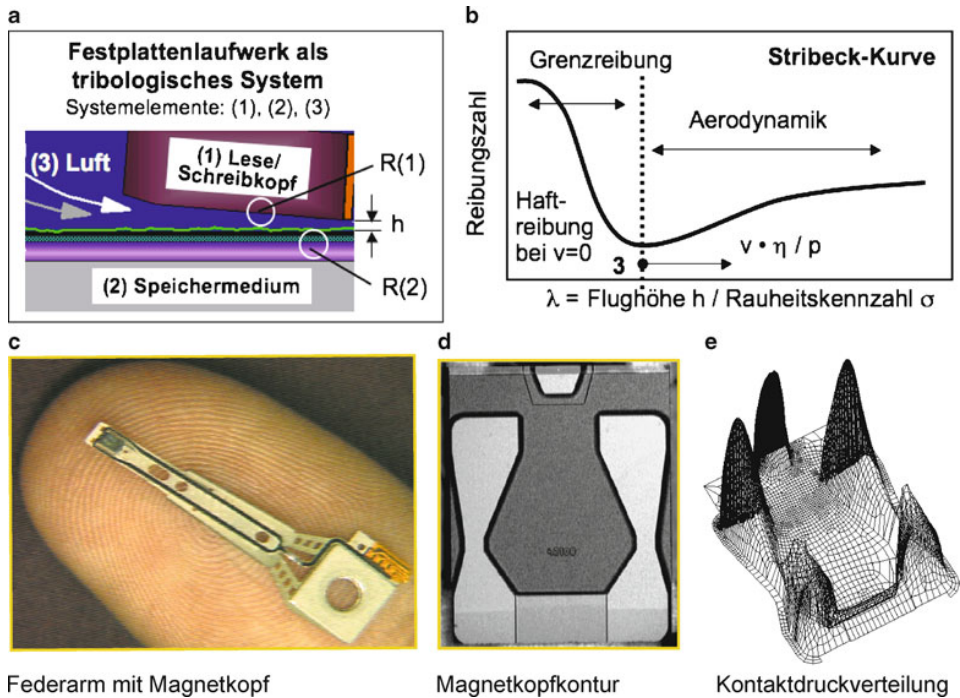 a
Festplattenlaufwerk als
tribologisches System
Systemelemente: (1), (2), (3)
(3) Luft
(1) Lese/
Schreibkopf
R(1)
h
R(2)
(2) Speichermedium
b
Stribeck-Kurve
Grenzreibung
Aerodynamik
Reibungszahl
Haft-
reibung
bei v=0
3
v • η / p
λ = Flughöhe h / Rauheitskennzahl σ
c
d
e
Federarm mit Magnetkopf
Magnetkopfkontur
Kontaktdruckverteilung